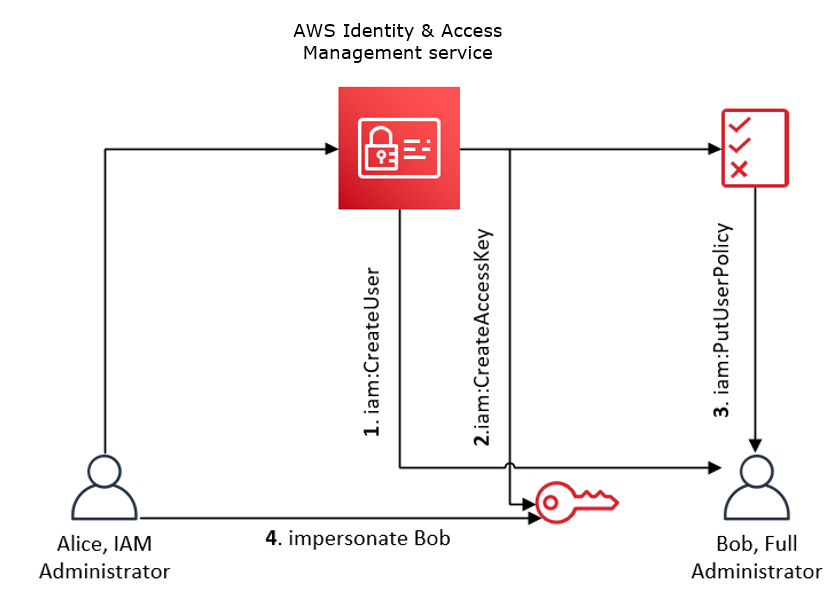 AWS Identity & Access
Management service
1. iam:CreateUser
2.iam:CreateAccessKey
3. iam:PutUserPolicy
4. impersonate Bob
Alice, IAM
Administrator
Bob, Full
Administrator